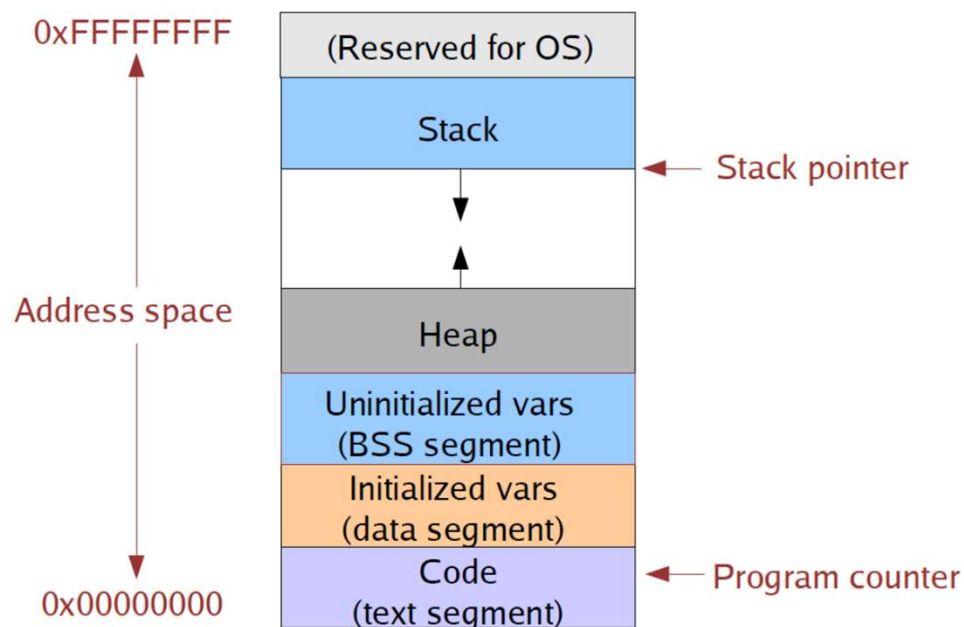 0xFFFFFFFF
(Reserved for OS)
Stack
Stack pointer
Address space
Heap
Uninitialized vars
(BSS segment)
Initialized vars
(data segment)
Code
(text segment)
Program counter
0x00000000